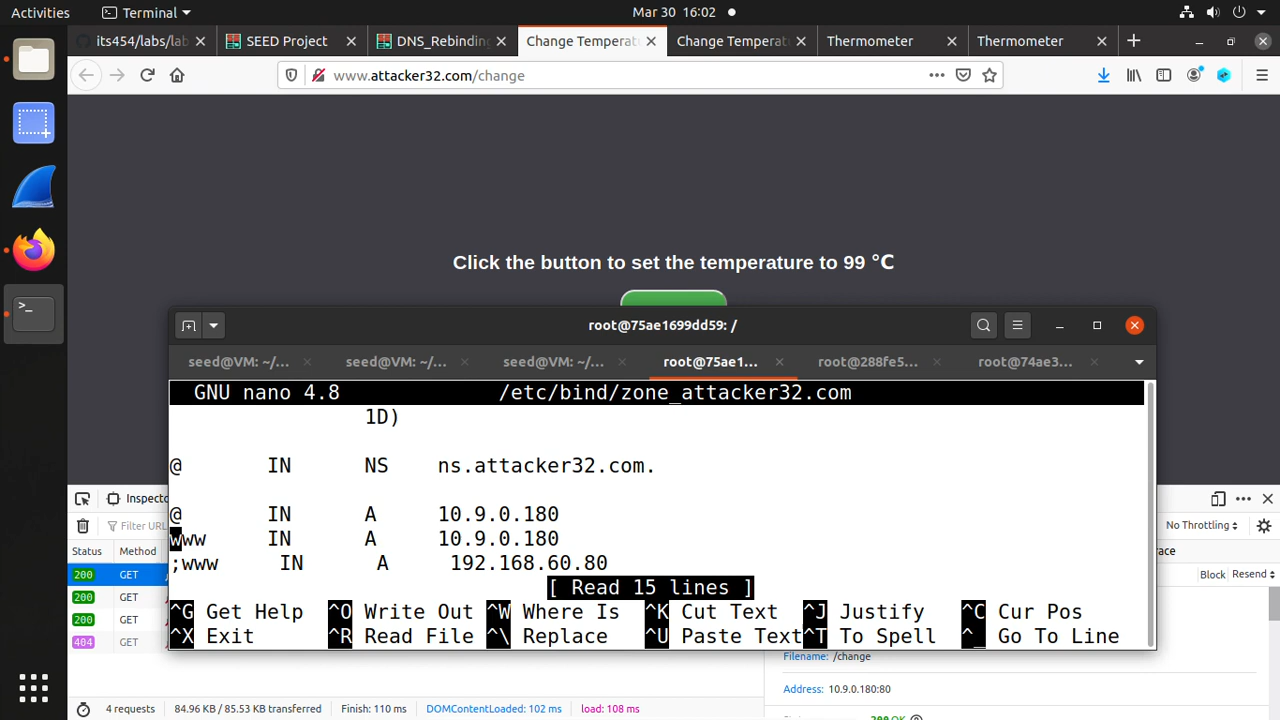 Activities Terminal Mar 30 16:02
its454/labs/lab SEED Project DNS_Rebinding Change Temperat Change Temperat Thermometer Thermometer
www.attacker32.com/change
Click the button to set the temperature to 99 °C
root@75ae1699dd59: /
seed@VM: ~/... seed@VM: ~/... seed@VM: ~/... root@75ae1... root@288fe5... root@74ae3...
GNU nano 4.8 /etc/bind/zone_attacker32.com
1D)
@ IN NS ns.attacker32.com.
@ IN A 10.9.0.180
www IN A 10.9.0.180
;www IN A 192.168.60.80
[ Read 15 lines ]
^G Get Help ^O Write Out ^W Where Is ^K Cut Text ^J Justify ^C Cur Pos
^X Exit ^R Read File ^\ Replace ^U Paste Text ^T To Spell ^_ Go To Line
Inspecto
Filter URL
No Throttling
Status Method
Block Resend
200 GET
200 GET
200 GET
404 GET
Filename: /change
Address: 10.9.0.180:80
4 requests 84.96 KB / 85.53 KB transferred Finish: 110 ms DOMContentLoaded: 102 ms load: 108 ms